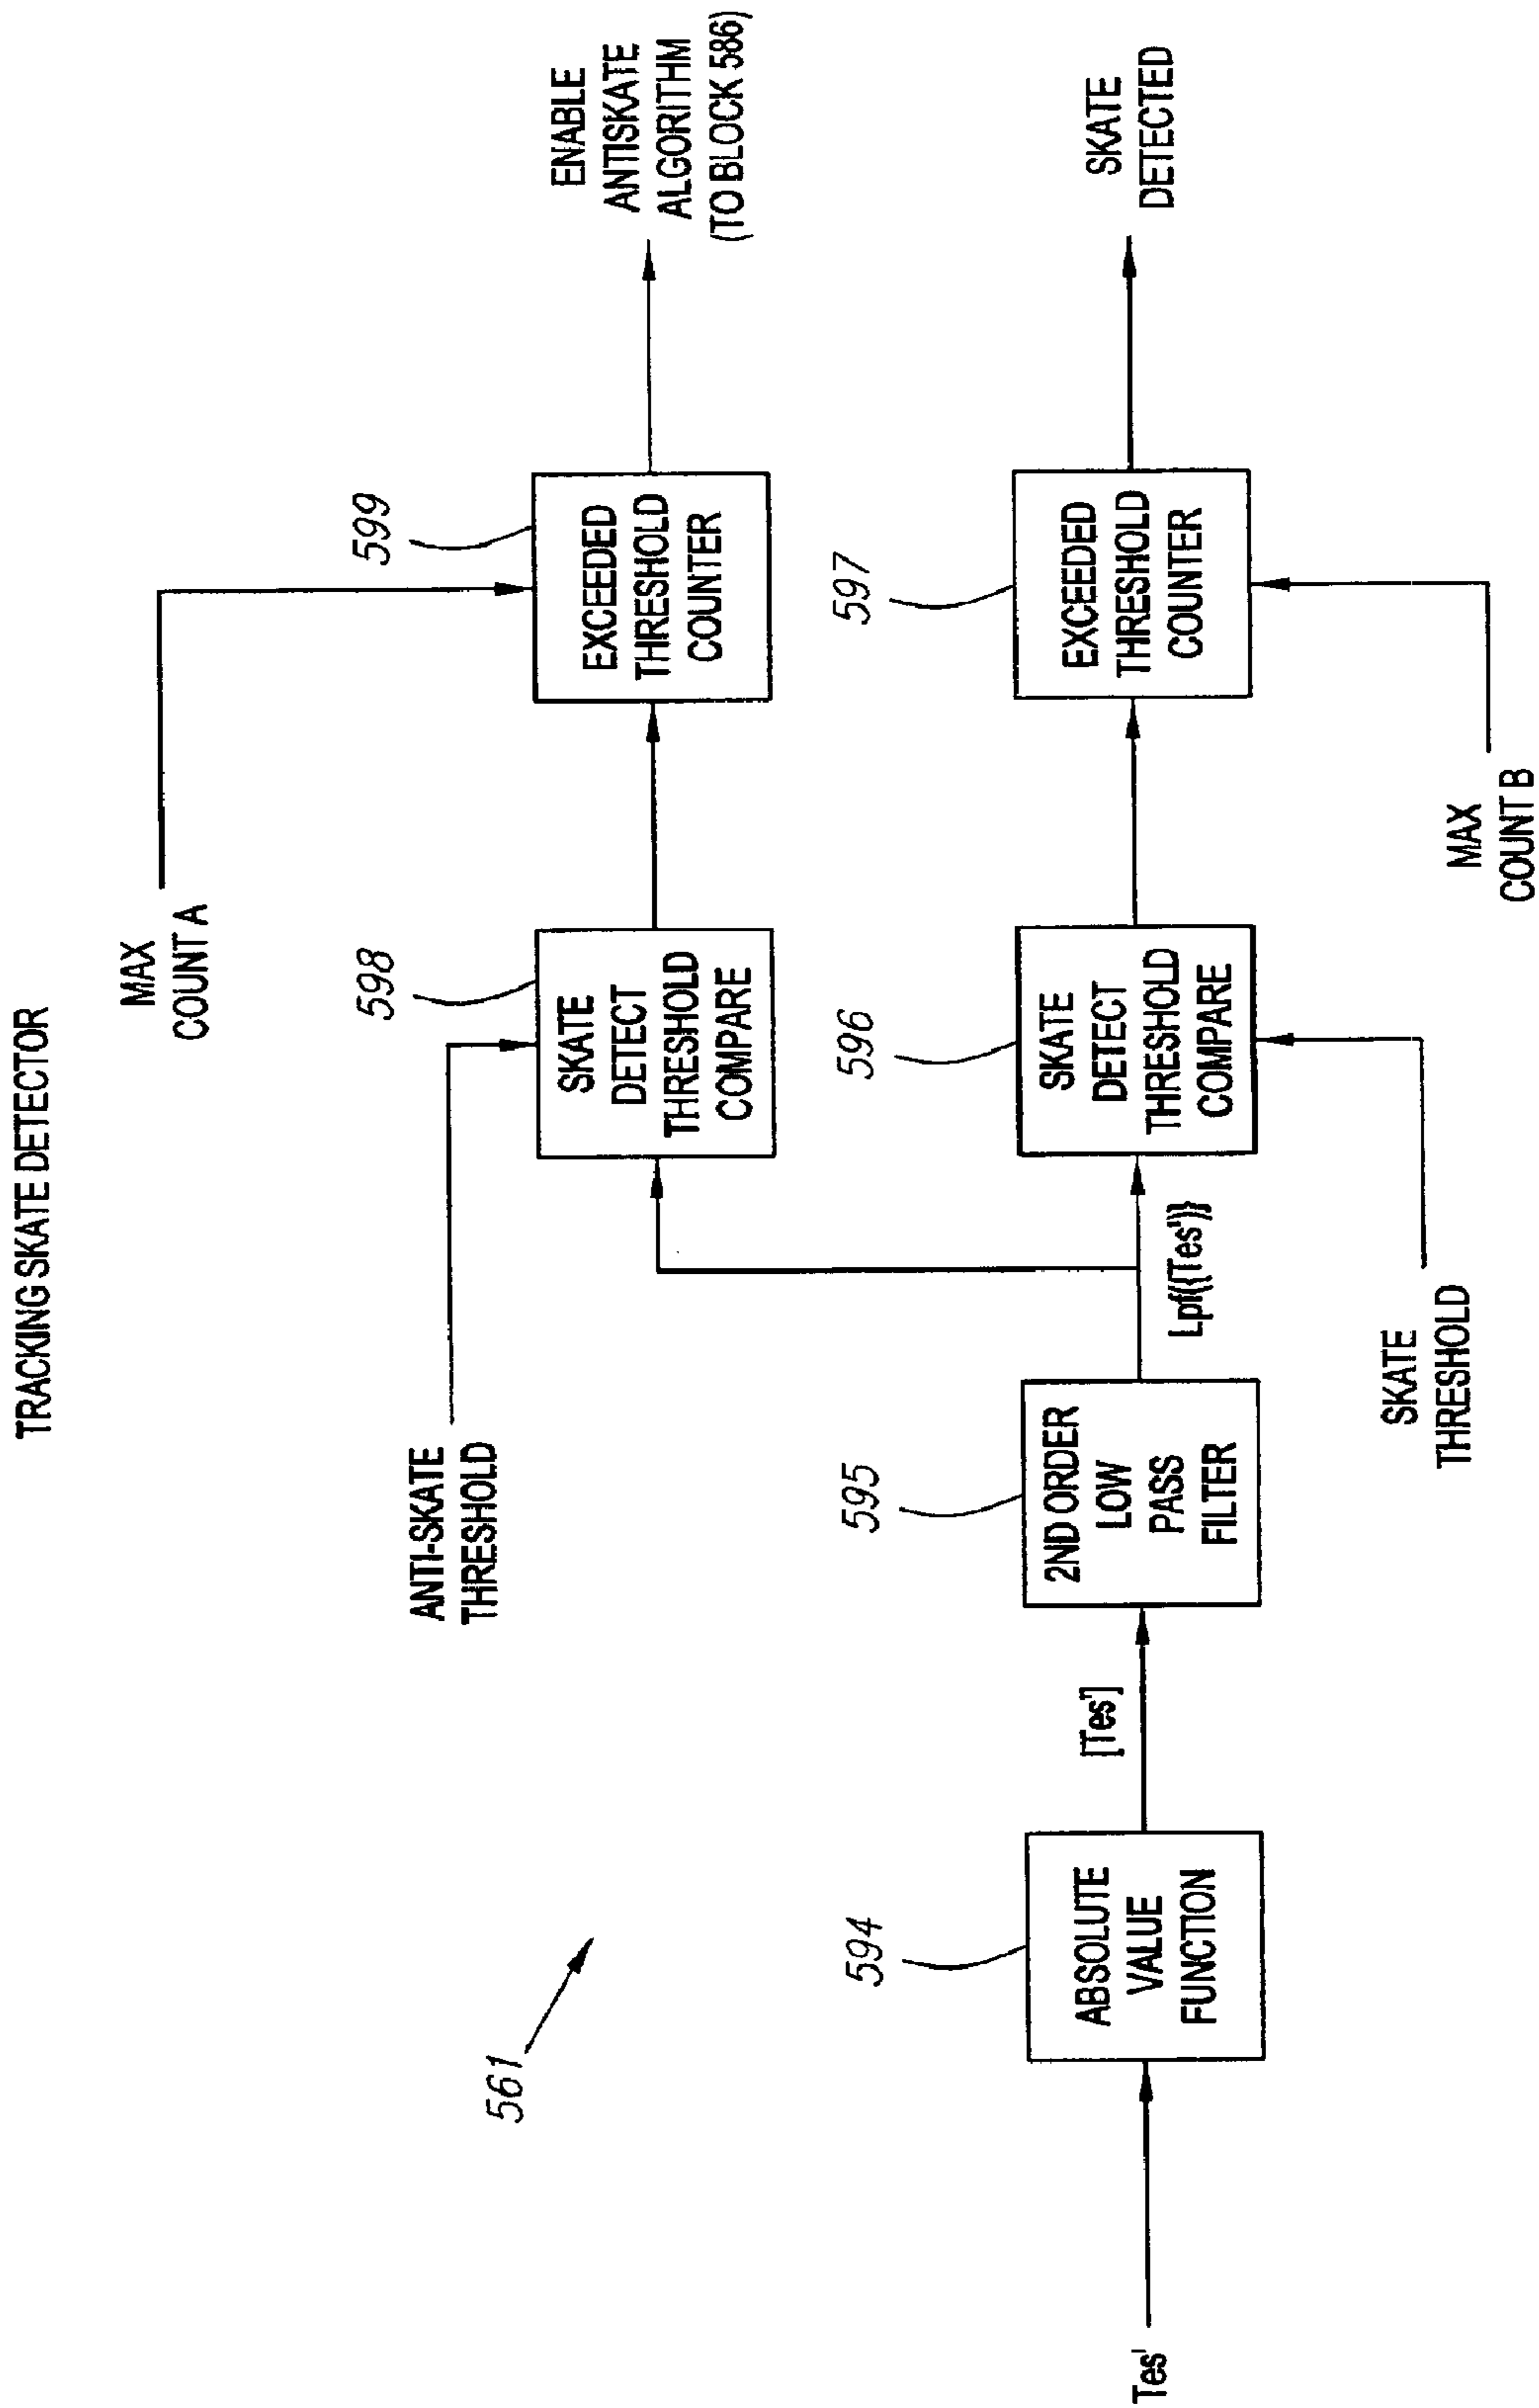 TRACKING SKATE DETECTOR
MAX
COUNT A
ANTI-SKATE
THRESHOLD
598
SKATE
DETECT
THRESHOLD
COMPARE
599
EXCEEDED
THRESHOLD
COUNTER
ENABLE
ANTISKATE
ALGORITHM
(TO BLOCK 586)
561
Tes'
594
ABSOLUTE
VALUE
FUNCTION
[Tes']
595
2ND ORDER
LOW
PASS
FILTER
Lpf({Tes')}
596
SKATE
DETECT
THRESHOLD
COMPARE
597
EXCEEDED
THRESHOLD
COUNTER
SKATE
DETECTED
SKATE
THRESHOLD
MAX
COUNT B